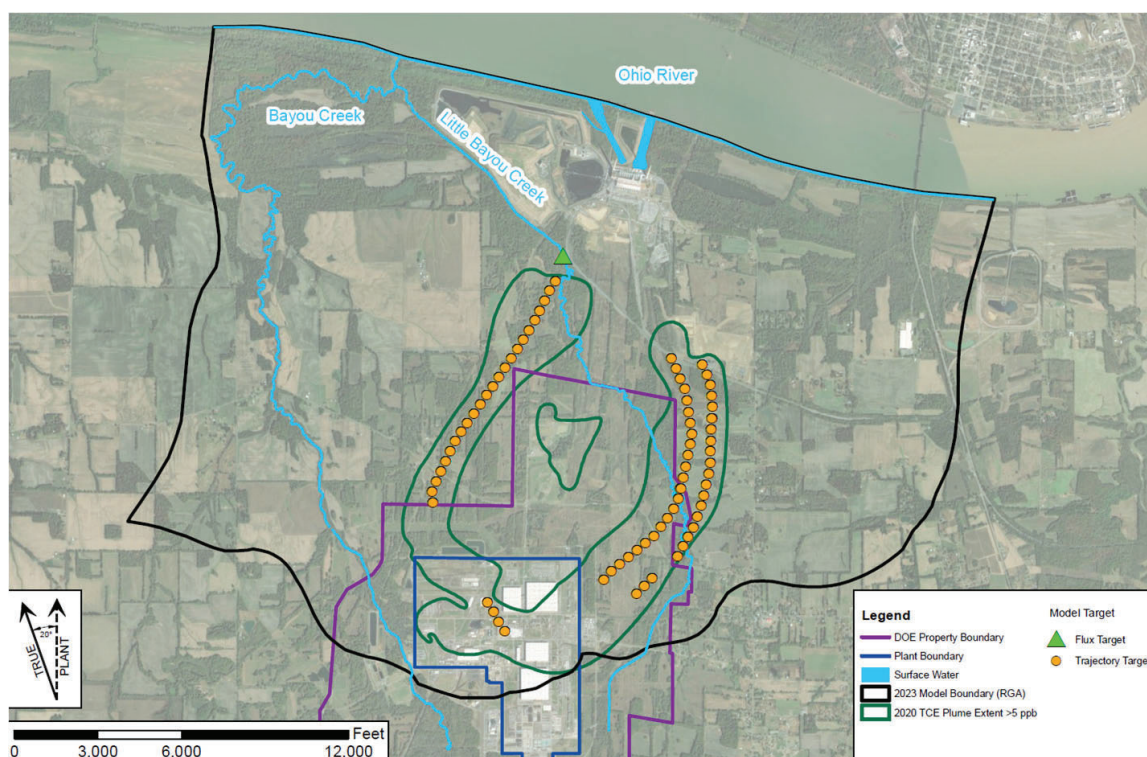 Ohio River
Bayou Creek
Little Bayou Creek
TRUE
20°
PLANT
Feet
0 3,000 6,000 12,000
Legend
DOE Property Boundary
Plant Boundary
Surface Water
2023 Model Boundary (RGA)
2020 TCE Plume Extent >5 ppb
Model Target
Flux Target
Trajectory Targe